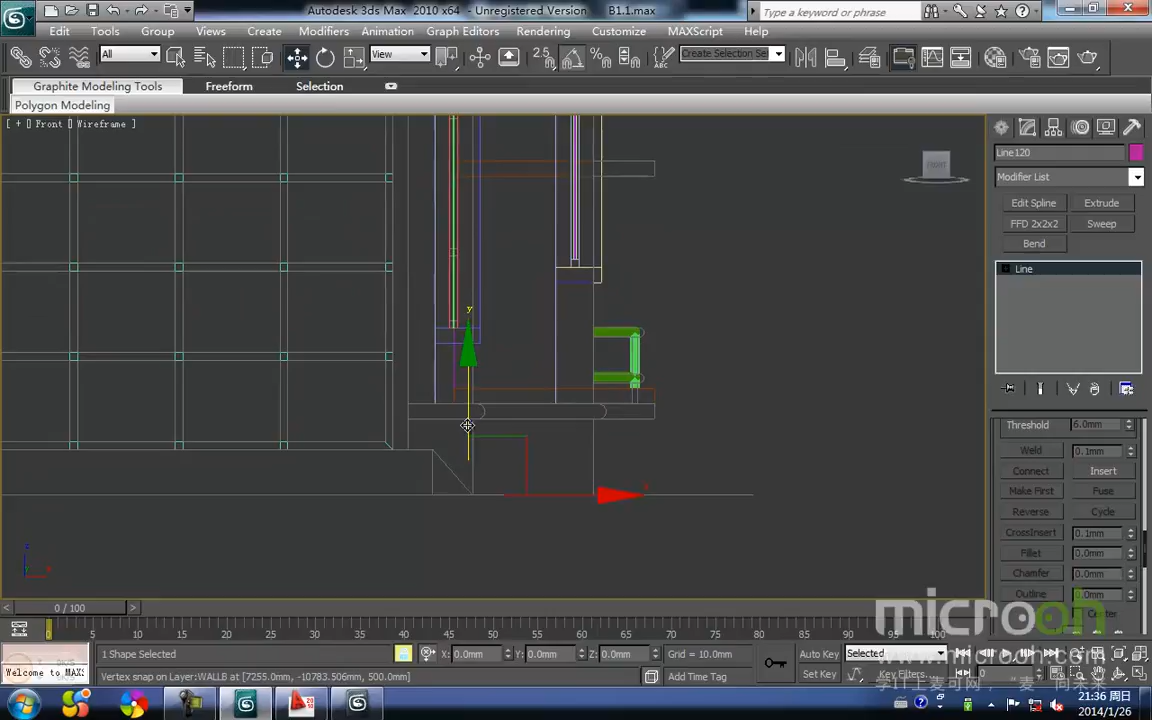 Autodesk 3ds Max 2010 x64 - Unregistered Version B1.1.max
Type a keyword or phrase
Edit Tools Group Views Create Modifiers Animation Graph Editors Rendering Customize MAXScript Help
All View 2.5 Create Selection Se
Graphite Modeling Tools Freeform Selection
Polygon Modeling
[ + ] Front [] Wireframe ]
FRONT
Line120
Modifier List
Edit Spline Extrude
FFD 2x2x2 Sweep
Bend
Line
y
x
Threshold 6.0mm
Weld 0.1mm
Connect Insert
Make First Fuse
Reverse Cycle
CrossInsert 0.1mm
Fillet 0.0mm
Chamfer 0.0mm
Outline 0.0mm
Center
microon
0 / 100
0 5 10 15 20 25 30 35 40 45 50 55 60 65 70 75 80 85 90 95 100
1 Shape Selected X: 0.0mm Y: 0.0mm Z: 0.0mm Grid = 10.0mm Auto Key Selected
Welcome to MAX: Vertex snap on Layer:WALLB at [7255.0mm, -10783.506mm, 500.0mm] Add Time Tag Set Key 0
www.microon.com
21:36 周日
2014/1/26